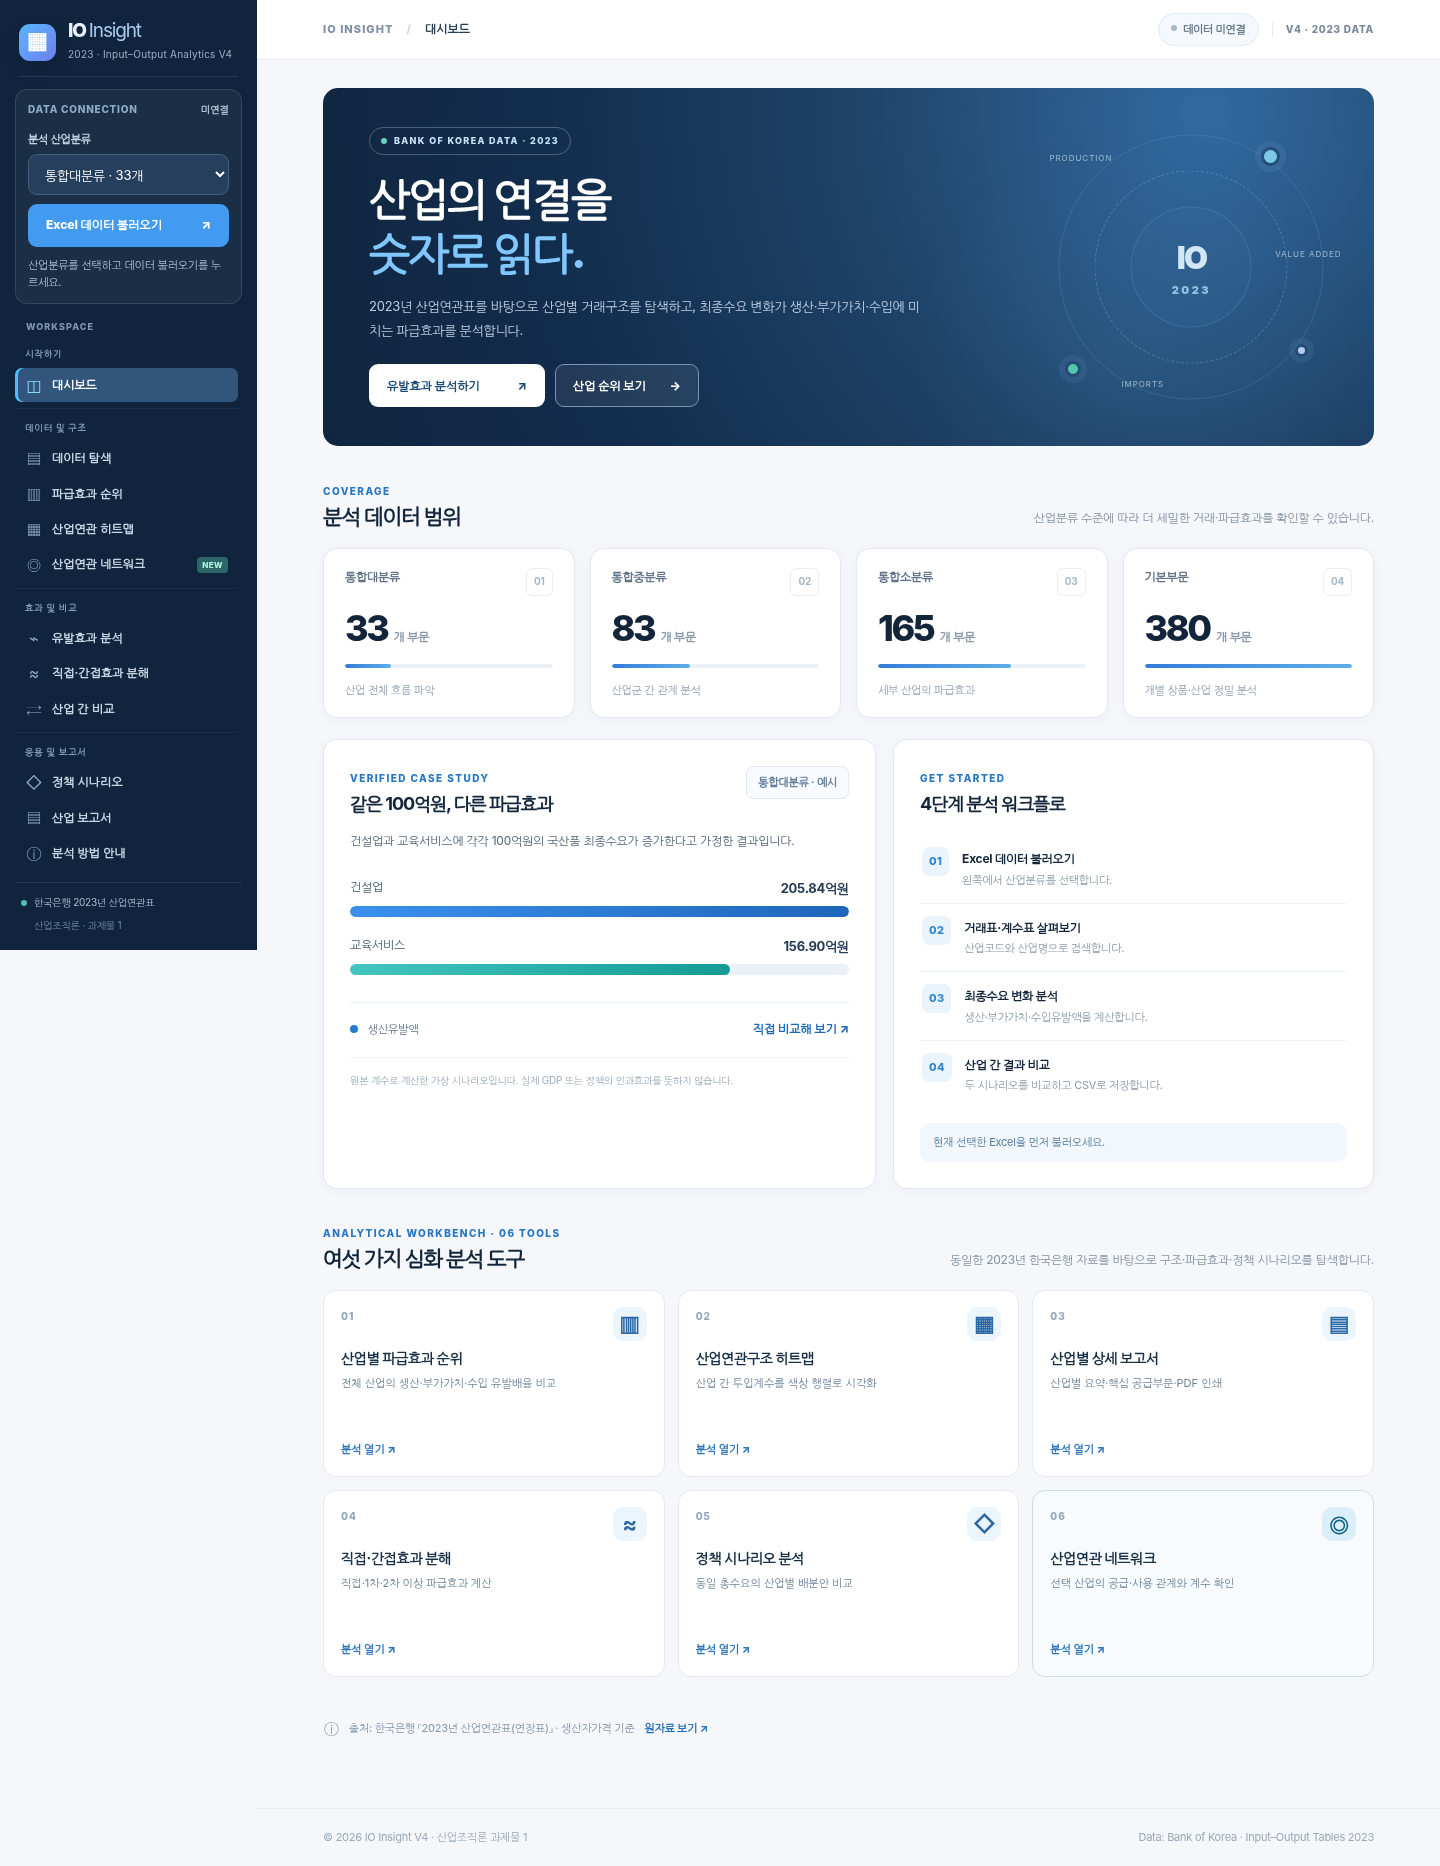 IO Insight
2023 · Input–Output Analytics V4
DATA CONNECTION
미연결
분석 산업분류
통합대분류 · 33개
Excel 데이터 불러오기 ↗
산업분류를 선택하고 데이터 불러오기를 누
르세요.
WORKSPACE
시작하기
대시보드
데이터 및 구조
데이터 탐색
파급효과 순위
산업연관 히트맵
산업연관 네트워크
NEW
효과 및 비교
유발효과 분석
직접·간접효과 분해
산업 간 비교
응용 및 보고서
정책 시나리오
산업 보고서
분석 방법 안내
한국은행 2023년 산업연관표
산업조직론 · 과제물 1
IO INSIGHT / 대시보드
데이터 미연결
V4 · 2023 DATA
BANK OF KOREA DATA · 2023
산업의 연결을
숫자로 읽다.
2023년 산업연관표를 바탕으로 산업별 거래구조를 탐색하고, 최종수요 변화가 생산·부가가치·수입에 미
치는 파급효과를 분석합니다.
유발효과 분석하기 ↗
산업 순위 보기 →
PRODUCTION
IO
2023
VALUE ADDED
IMPORTS
COVERAGE
분석 데이터 범위
산업분류 수준에 따라 더 세밀한 거래·파급효과를 확인할 수 있습니다.
통합대분류
01
33 개 부문
산업 전체 흐름 파악
통합중분류
02
83 개 부문
산업군 간 관계 분석
통합소분류
03
165 개 부문
세부 산업의 파급효과
기본부문
04
380 개 부문
개별 상품·산업 정밀 분석
VERIFIED CASE STUDY
같은 100억원, 다른 파급효과
통합대분류 · 예시
건설업과 교육서비스에 각각 100억원의 국산품 최종수요가 증가한다고 가정한 결과입니다.
건설업
205.84억원
교육서비스
156.90억원
생산유발액
직접 비교해 보기 ↗
원본 계수로 계산한 가상 시나리오입니다. 실제 GDP 또는 정책의 인과효과를 뜻하지 않습니다.
GET STARTED
4단계 분석 워크플로
01
Excel 데이터 불러오기
왼쪽에서 산업분류를 선택합니다.
02
거래표·계수표 살펴보기
산업코드와 산업명으로 검색합니다.
03
최종수요 변화 분석
생산·부가가치·수입유발액을 계산합니다.
04
산업 간 결과 비교
두 시나리오를 비교하고 CSV로 저장합니다.
현재 선택한 Excel을 먼저 불러오세요.
ANALYTICAL WORKBENCH · 06 TOOLS
여섯 가지 심화 분석 도구
동일한 2023년 한국은행 자료를 바탕으로 구조·파급효과·정책 시나리오를 탐색합니다.
01
산업별 파급효과 순위
전체 산업의 생산·부가가치·수입 유발배율 비교
분석 열기 ↗
02
산업연관구조 히트맵
산업 간 투입계수를 색상 행렬로 시각화
분석 열기 ↗
03
산업별 상세 보고서
산업별 요약·핵심 공급부문·PDF 인쇄
분석 열기 ↗
04
직접·간접효과 분해
직접·1차·2차 이상 파급효과 계산
분석 열기 ↗
05
정책 시나리오 분석
동일 총수요의 산업별 배분안 비교
분석 열기 ↗
06
산업연관 네트워크
선택 산업의 공급·사용 관계와 계수 확인
분석 열기 ↗
출처: 한국은행 「2023년 산업연관표(연장표)」 · 생산자가격 기준 원자료 보기 ↗
© 2026 IO Insight V4 · 산업조직론 과제물 1
Data: Bank of Korea · Input–Output Tables 2023